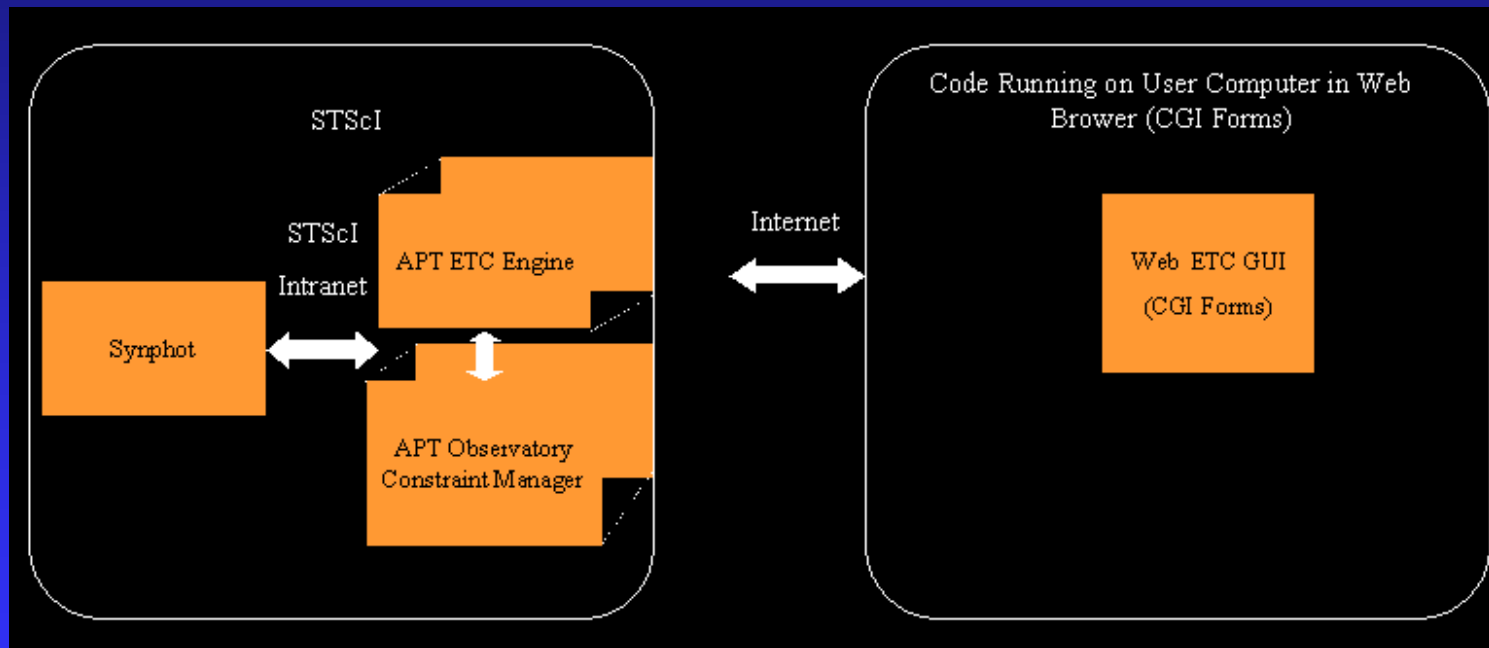 STScI
STScI
Intranet
Synphot
APT ETC Engine
APT Observatory
Constraint Manager
Internet
Code Running on User Computer in Web
Brower (CGI Forms)
Web ETC GUI
(CGI Forms)